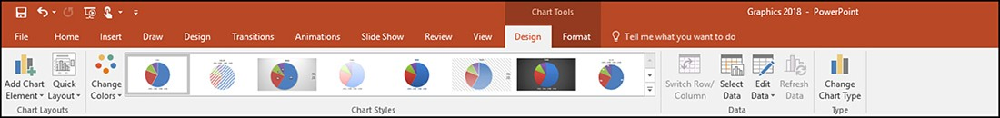 Chart Tools
Graphics 2018 - PowerPoint
File Home Insert Draw Design Transitions Animations Slide Show Review View Design Format Tell me what you want to do
Add Chart Quick Change Switch Row/ Select Edit Refresh Change
Element Layout Colors Column Data Data Data Chart Type
Chart Layouts Chart Styles Data Type